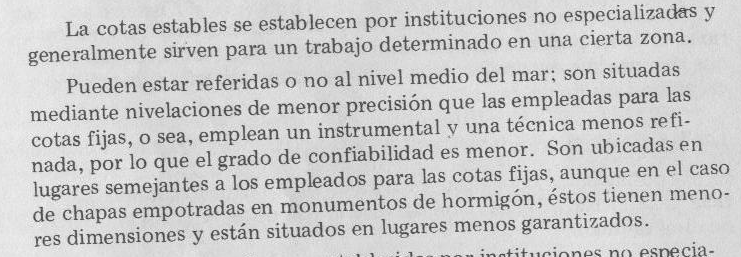 La cotas estables se establecen por instituciones no especializadas y
generalmente sirven para un trabajo determinado en una cierta zona.
Pueden estar referidas o no al nivel medio del mar; son situadas
mediante nivelaciones de menor precisión que las empleadas para las
cotas fijas, o sea, emplean un instrumental y una técnica menos refi-
nada, por lo que el grado de confiabilidad es menor. Son ubicadas en
lugares semejantes a los empleados para las cotas fijas, aunque en el caso
de chapas empotradas en monumentos de hormigón, éstos tienen meno-
res dimensiones y están situados en lugares menos garantizados.
instituciones no especia-